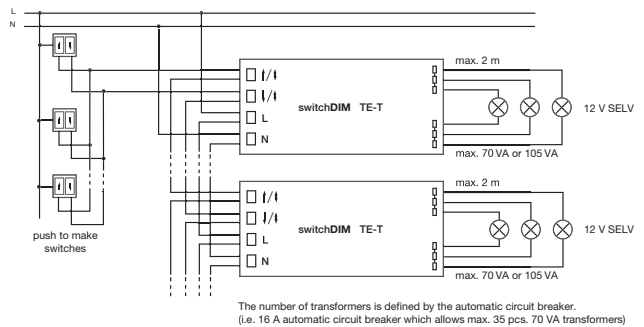 L
N
max. 2 m
L
N
switchDIM TE-T
12 V SELV
max. 70 VA or 105 VA
push to make
switches
max. 2 m
L
N
switchDIM TE-T
12 V SELV
max. 70 VA or 105 VA
The number of transformers is defined by the automatic circuit breaker.
(i.e. 16 A automatic circuit breaker which allows max. 35 pcs. 70 VA transformers)